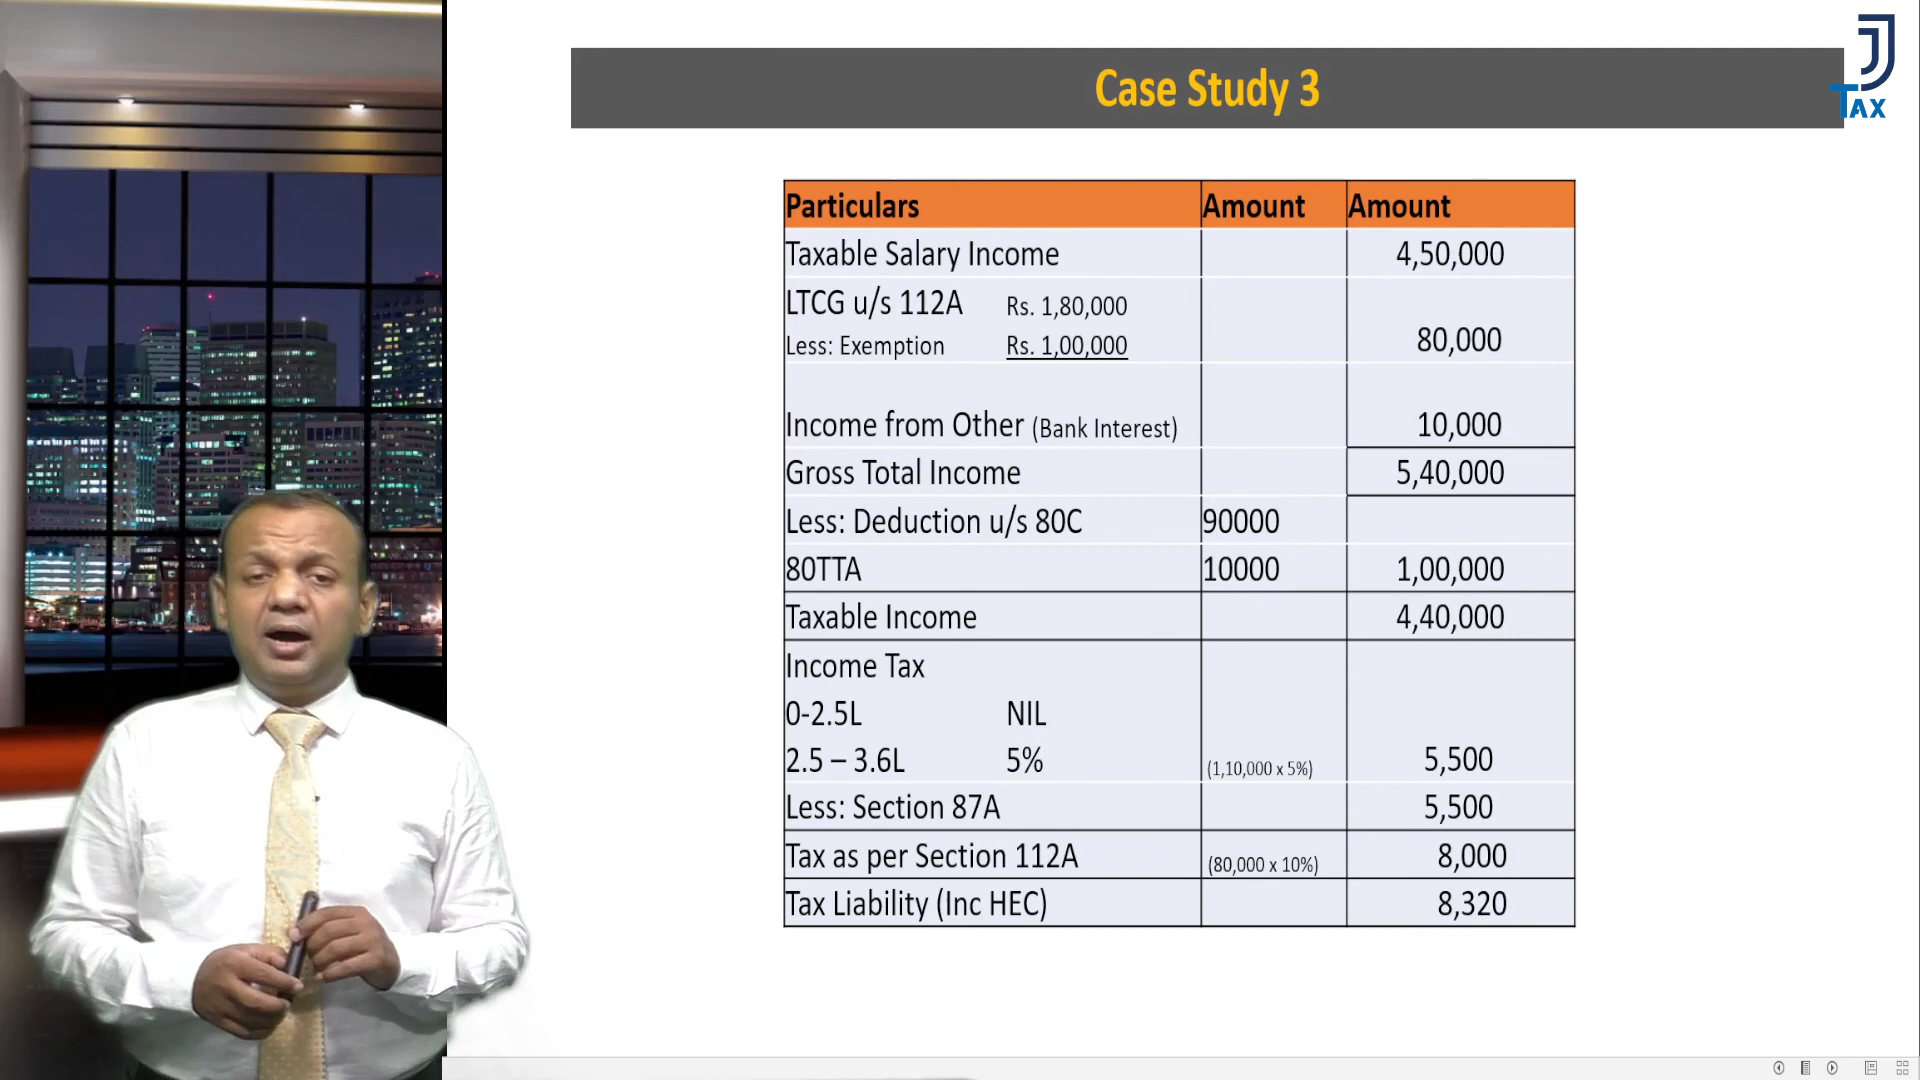 J
TAX
Case Study 3
Particulars Amount Amount
Taxable Salary Income 4,50,000
LTCG u/s 112A Rs. 1,80,000
Less: Exemption Rs. 1,00,000 80,000
Income from Other (Bank Interest) 10,000
Gross Total Income 5,40,000
Less: Deduction u/s 80C 90000
80TTA 10000 1,00,000
Taxable Income 4,40,000
Income Tax
0-2.5L NIL
2.5 – 3.6L 5% (1,10,000 x 5%) 5,500
Less: Section 87A 5,500
Tax as per Section 112A (80,000 x 10%) 8,000
Tax Liability (Inc HEC) 8,320